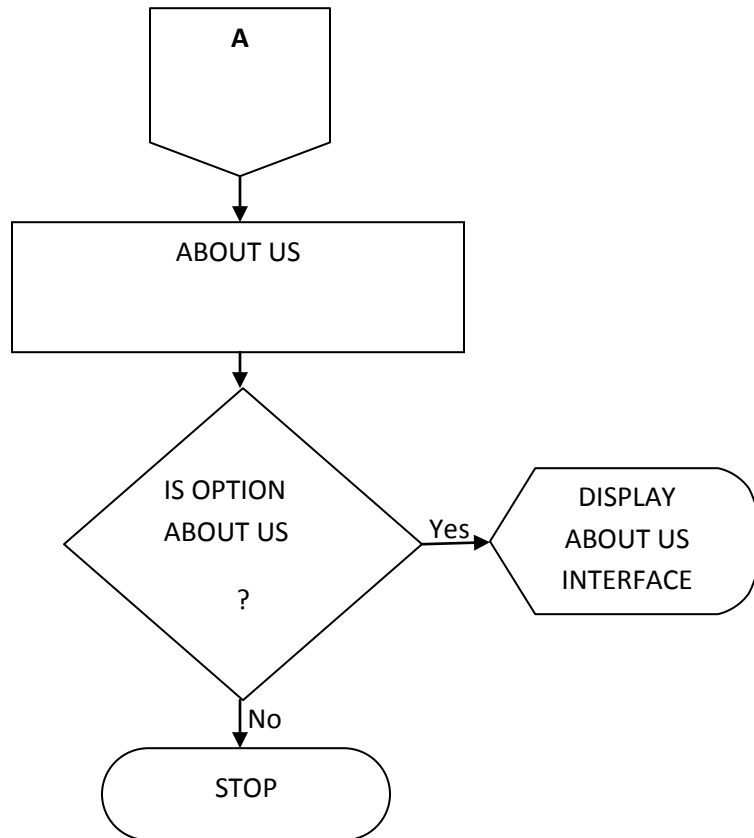 A
ABOUT US
IS OPTION
ABOUT US
?
Yes
DISPLAY
ABOUT US
INTERFACE
No
STOP